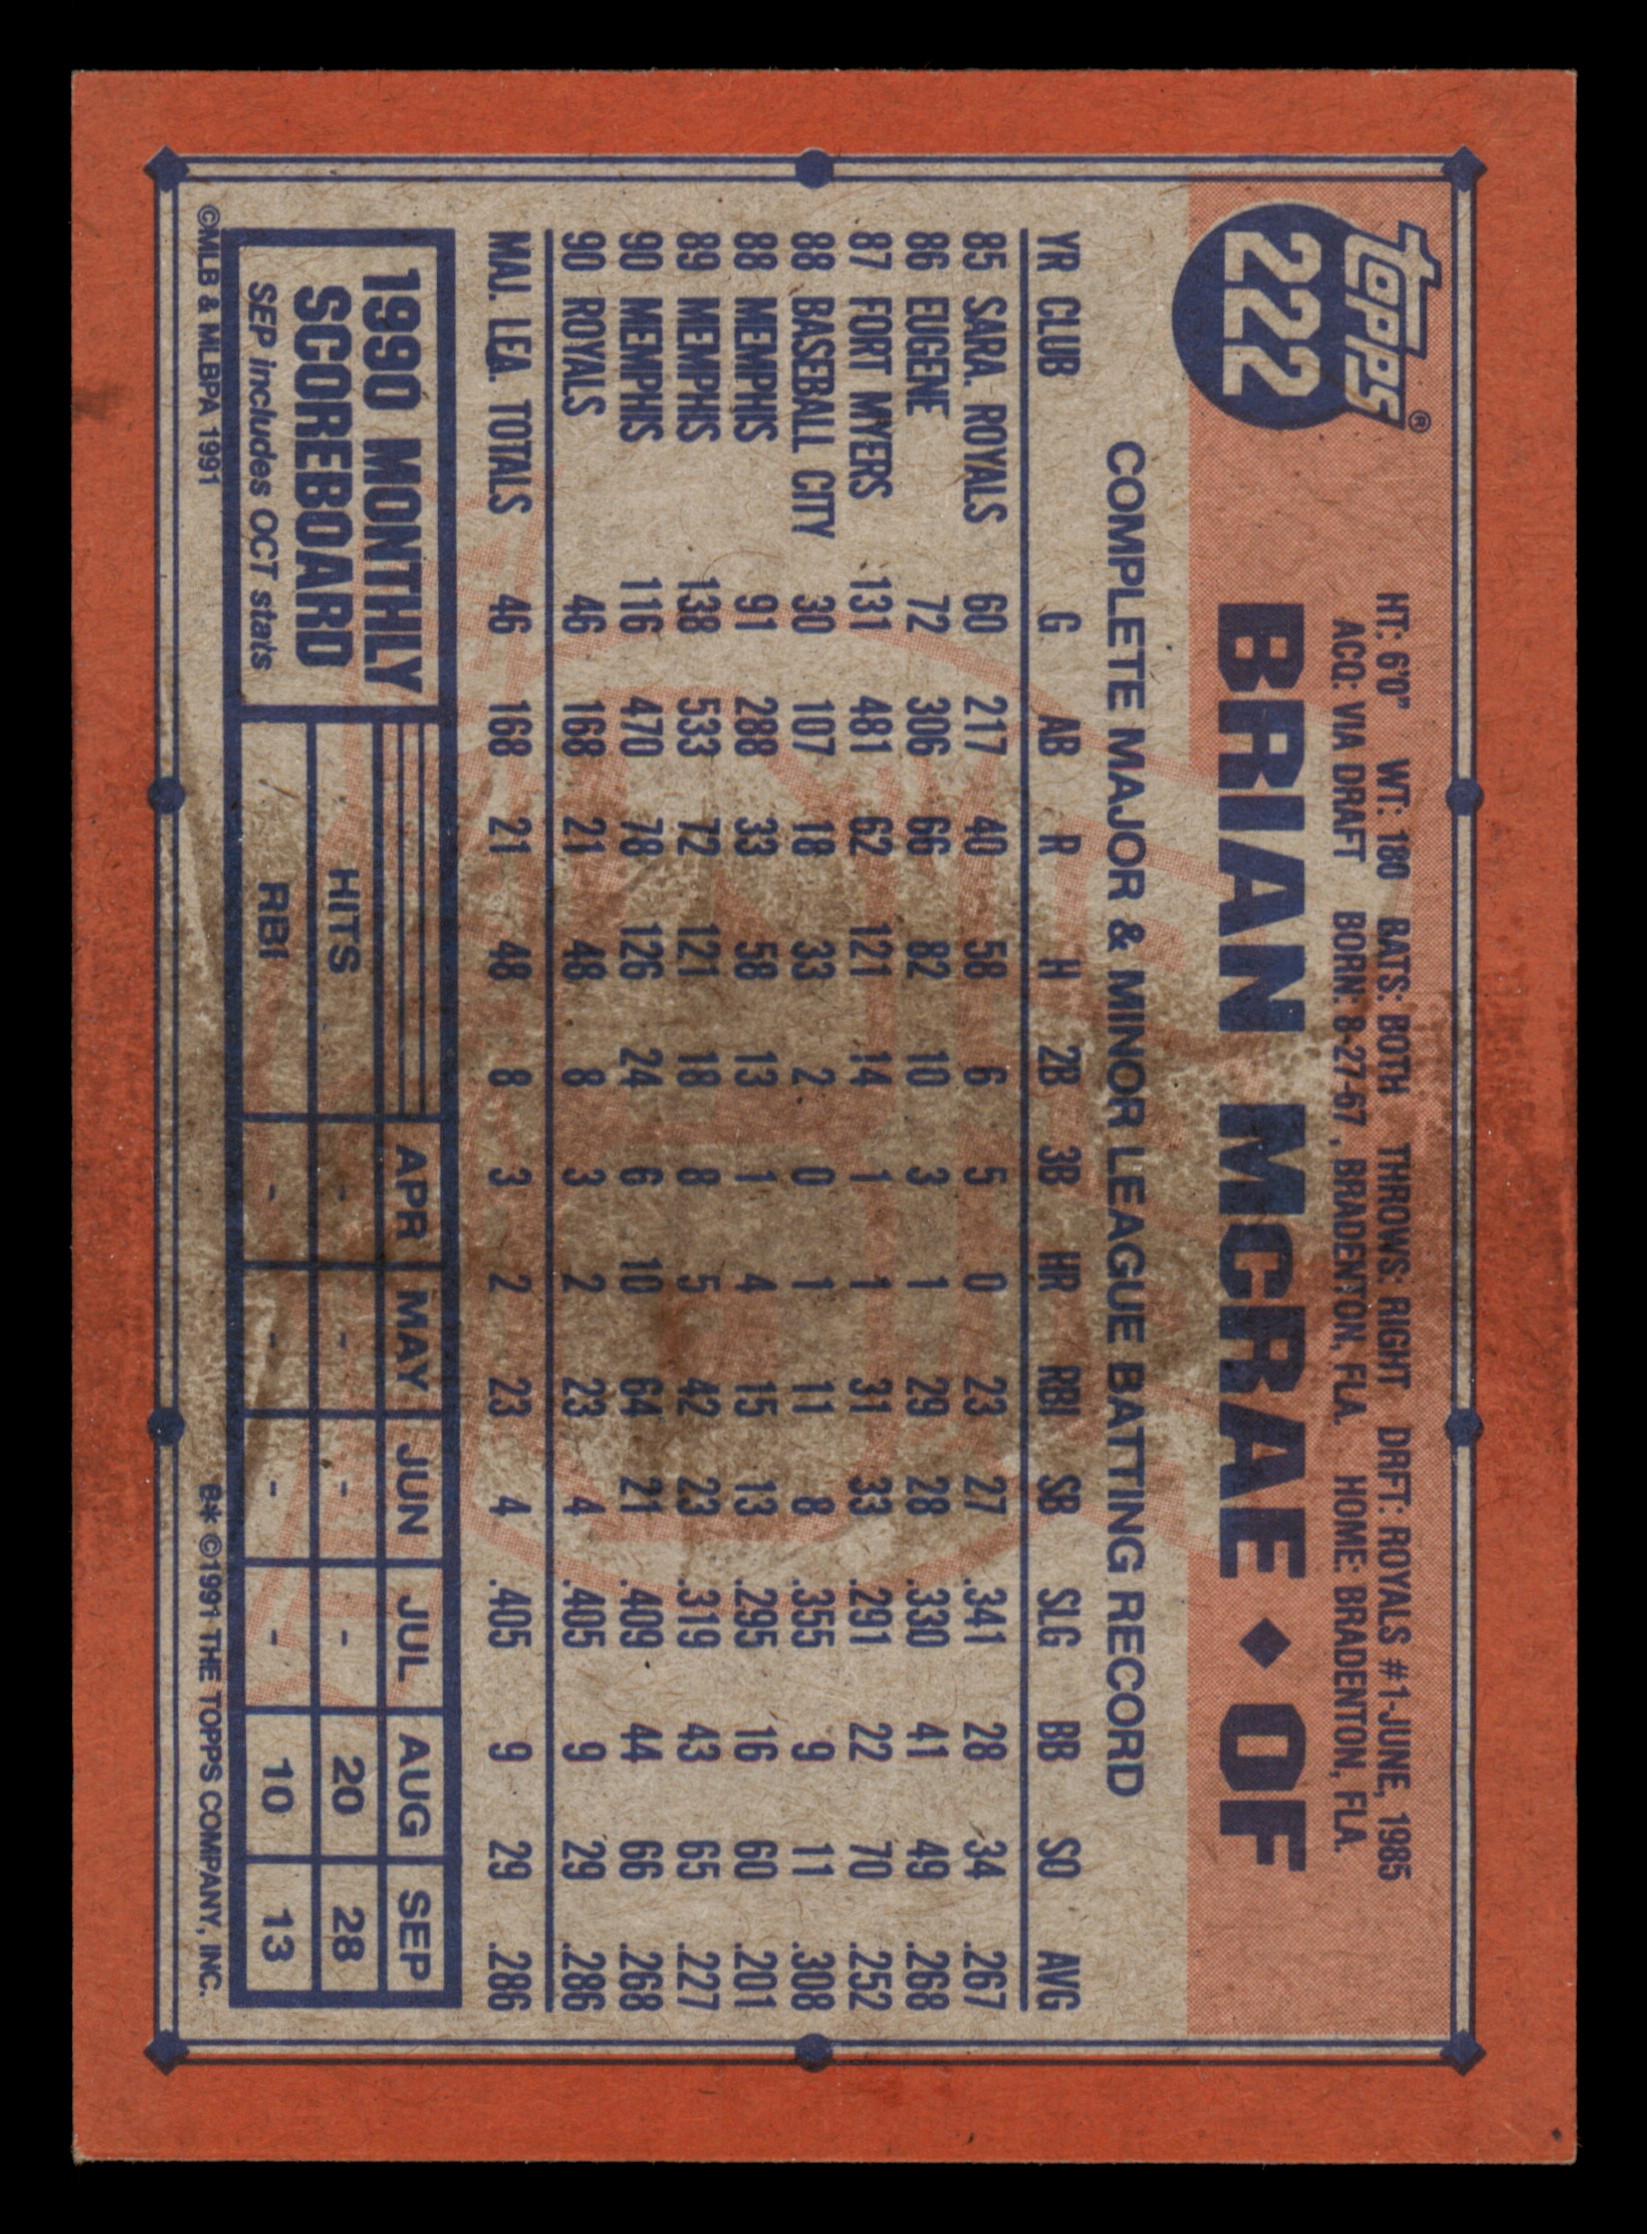 topps®
222
HT: 6'0" WT: 180 BATS: BOTH THROWS: RIGHT DRFT: ROYALS #1-JUNE, 1985
ACQ: VIA DRAFT BORN: 8-27-67, BRADENTON, FLA. HOME: BRADENTON, FLA.
BRIAN MCRAE ◆ OF
COMPLETE MAJOR & MINOR LEAGUE BATTING RECORD
YR CLUB G AB R H 2B 3B HR RBI SB SLG BB SO AVG
85 SARA. ROYALS 60 217 40 58 6 5 0 23 27 .341 28 34 .267
86 EUGENE 72 306 66 82 10 3 1 29 28 .330 41 49 .268
87 FORT MYERS 131 481 62 121 14 1 1 31 33 .291 22 70 .252
88 BASEBALL CITY 30 107 18 33 2 0 1 11 8 .355 9 11 .308
88 MEMPHIS 91 288 33 58 13 1 4 15 13 .295 16 60 .201
89 MEMPHIS 138 533 72 121 18 8 5 42 23 .319 43 65 .227
90 MEMPHIS 116 470 78 126 24 6 10 64 21 .409 44 66 .268
90 ROYALS 46 168 21 48 8 3 2 23 4 .405 9 29 .286
MAJ. LEA. TOTALS 46 168 21 48 8 3 2 23 4 .405 9 29 .286
1990 MONTHLY
SCOREBOARD
SEP includes OCT stats
APR MAY JUN JUL AUG SEP
HITS - - - - 20 28
RBI - - - - 10 13
©MLB & MLBPA 1991
B* ©1991 THE TOPPS COMPANY, INC.